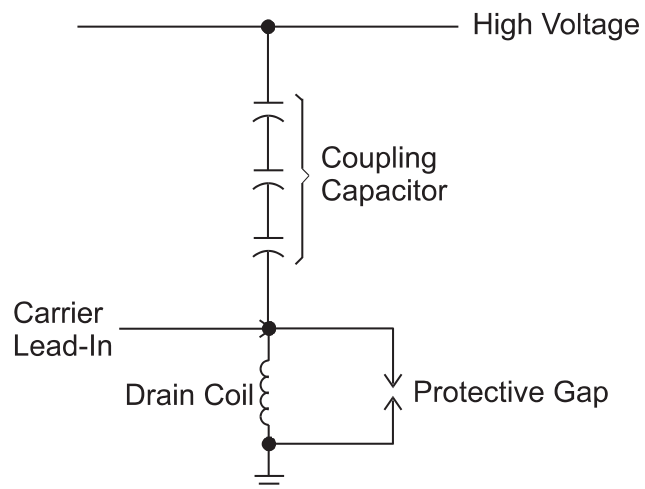 High Voltage
Coupling
Capacitor
Carrier
Lead-In
Drain Coil
Protective Gap